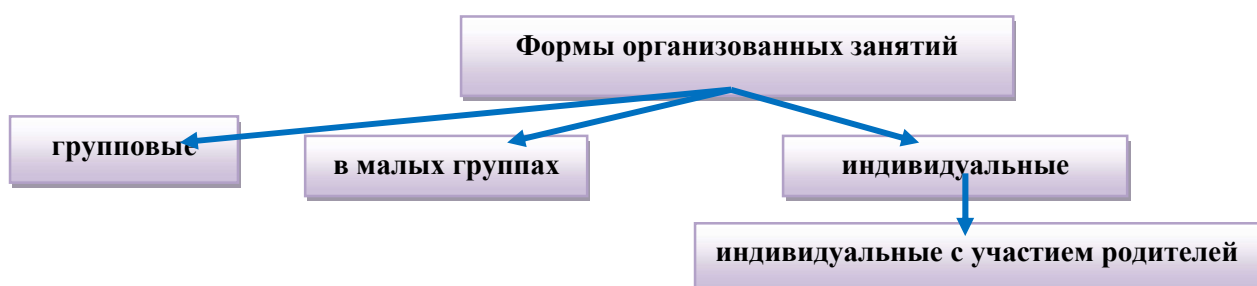 Формы организованных занятий
групповые
в малых группах
индивидуальные
индивидуальные с участием родителей